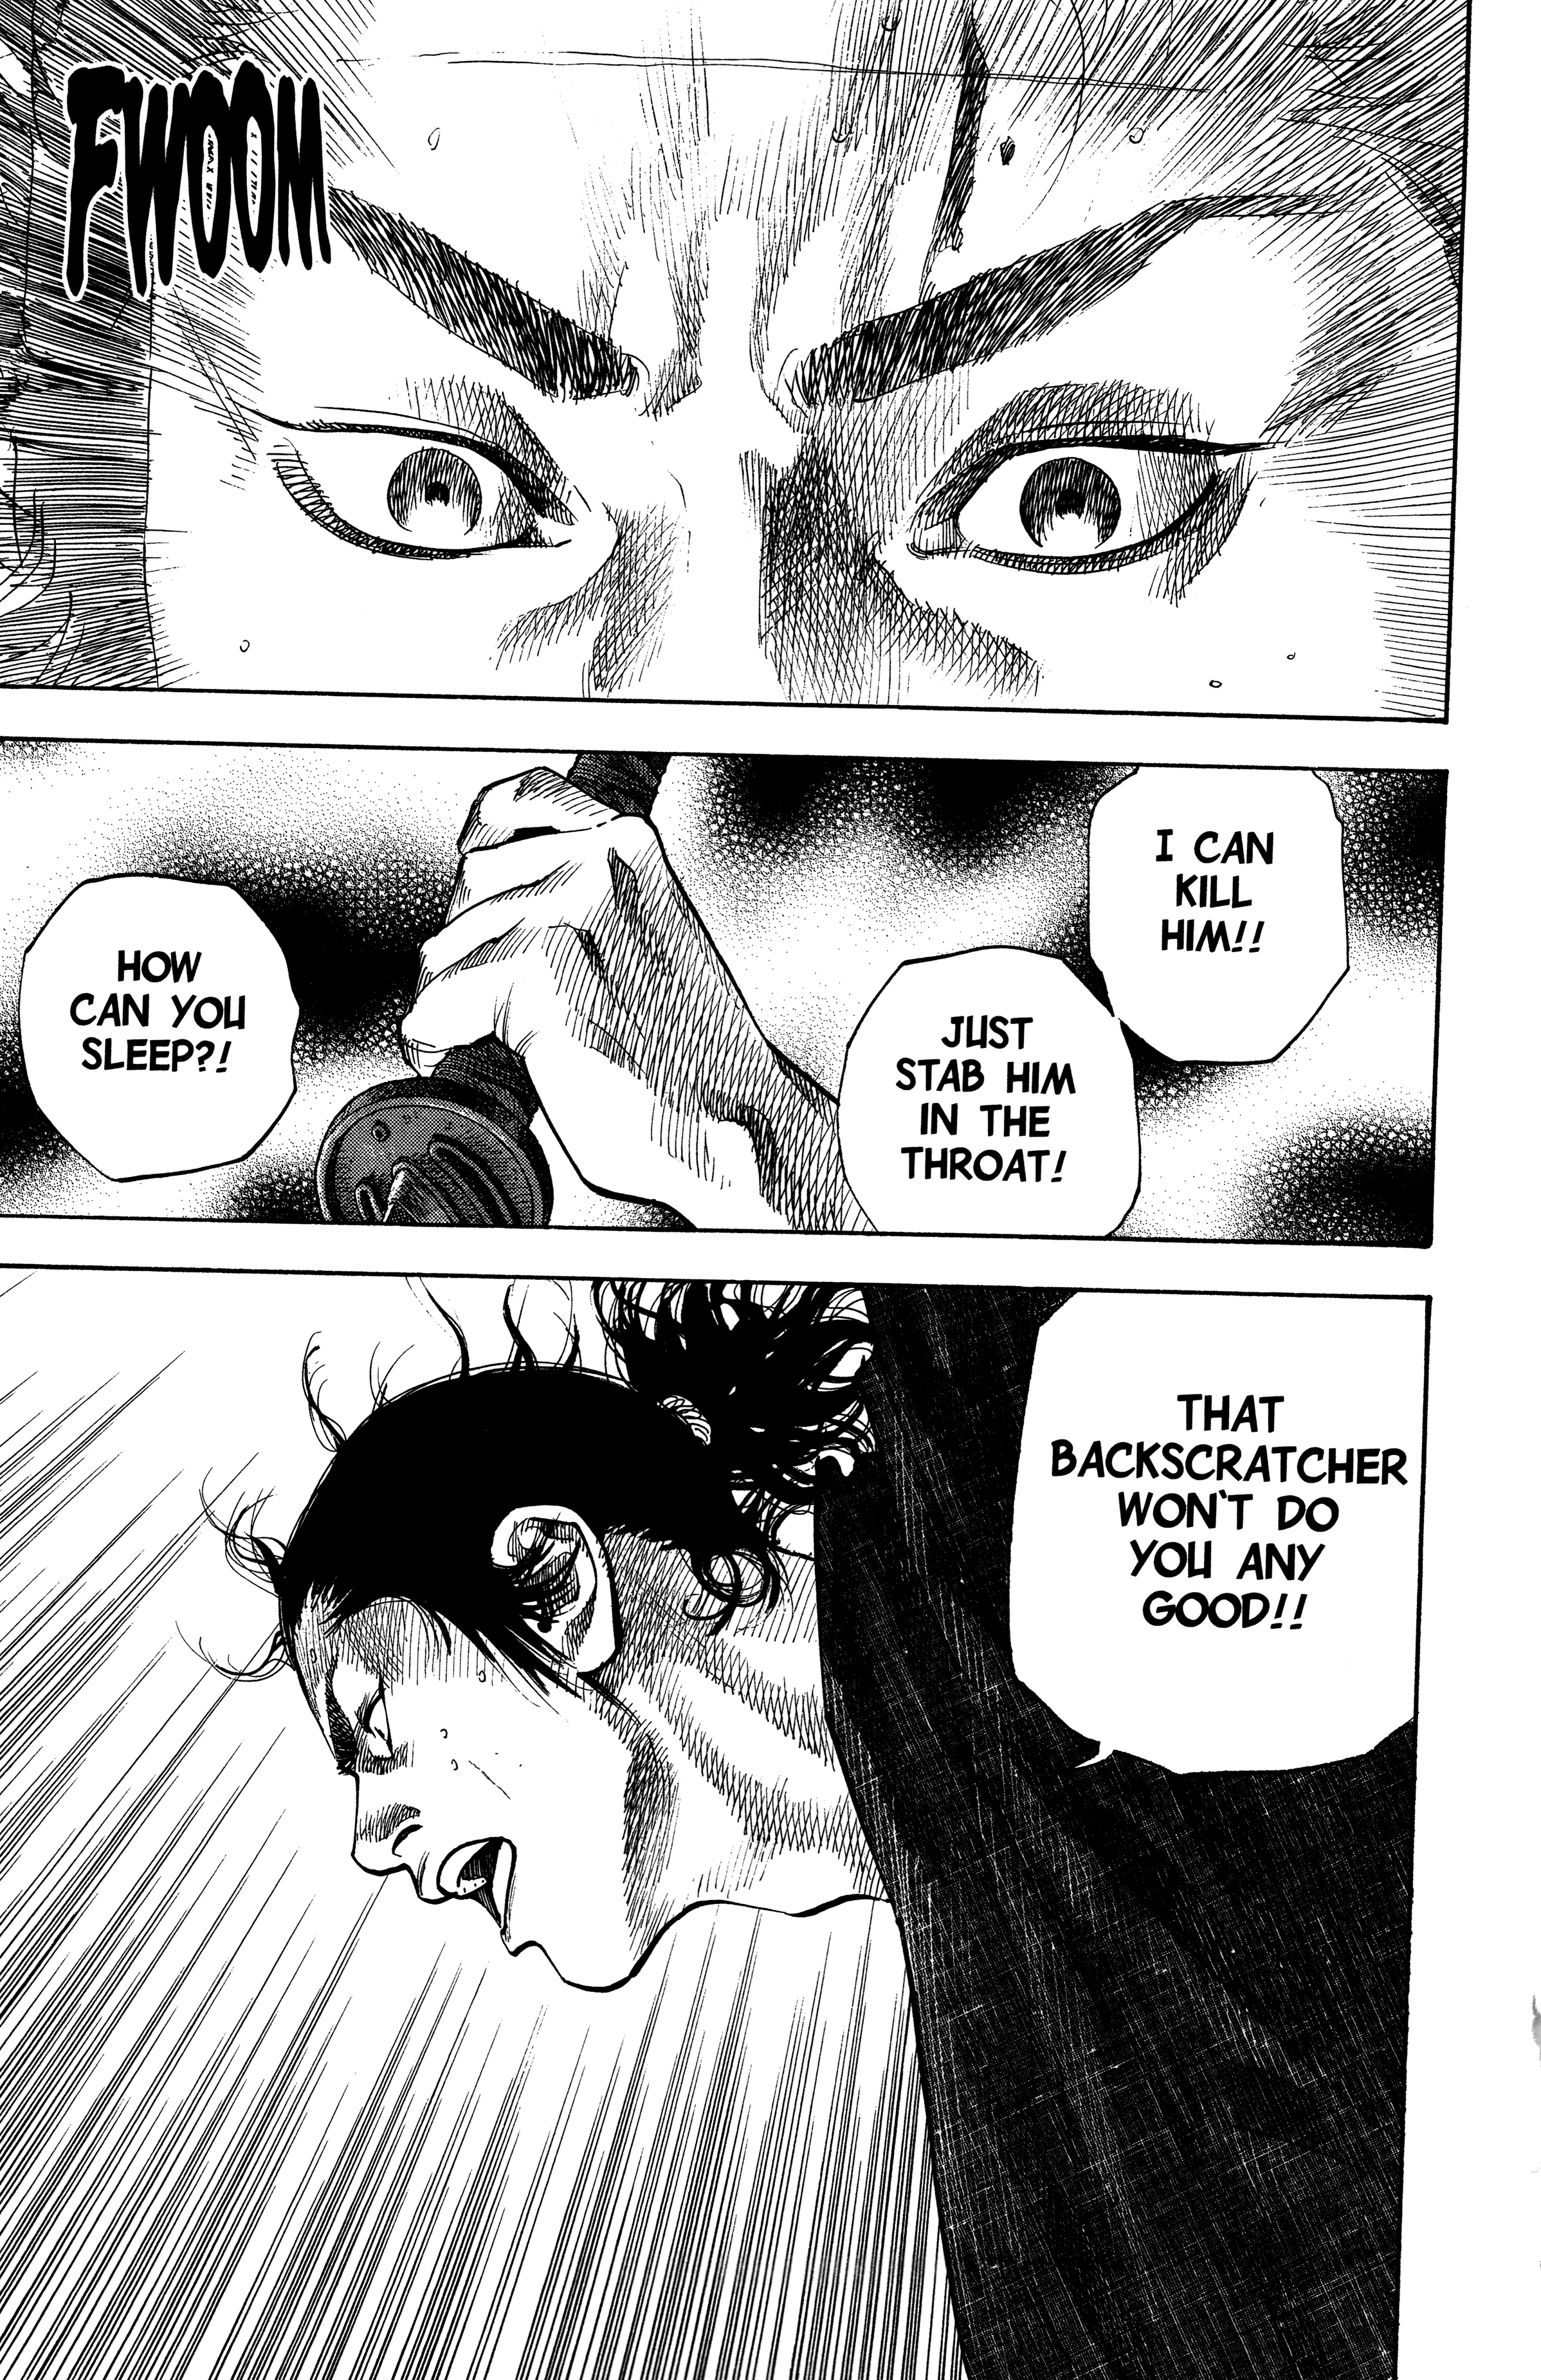 FWOOM
I CAN
KILL
HIM!!
JUST
STAB HIM
IN THE
THROAT!
HOW
CAN YOU
SLEEP?!
THAT
BACKSCRATCHER
WON'T DO
YOU ANY
GOOD!!